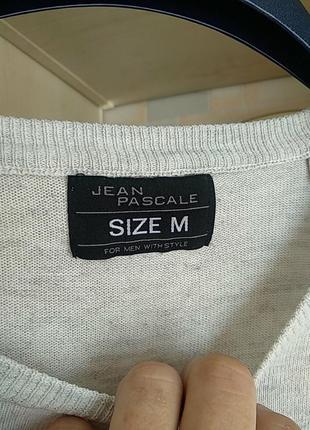 JEAN
PASCALE
SIZE M
FOR MEN WITH STYLE